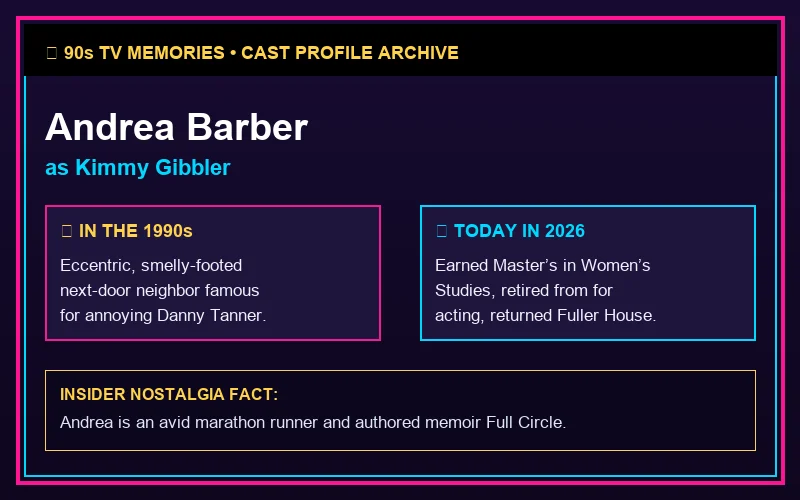 90s TV MEMORIES • CAST PROFILE ARCHIVE
Andrea Barber
as Kimmy Gibbler
IN THE 1990s
Eccentric, smelly-footed
next-door neighbor famous
for annoying Danny Tanner.
TODAY IN 2026
Earned Master’s in Women’s
Studies, retired from for
acting, returned Fuller House.
INSIDER NOSTALGIA FACT:
Andrea is an avid marathon runner and authored memoir Full Circle.